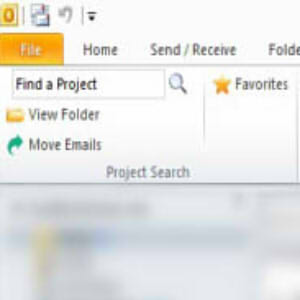 File Home Send / Receive Folde
Find a Project Favorites
View Folder
Move Emails
Project Search